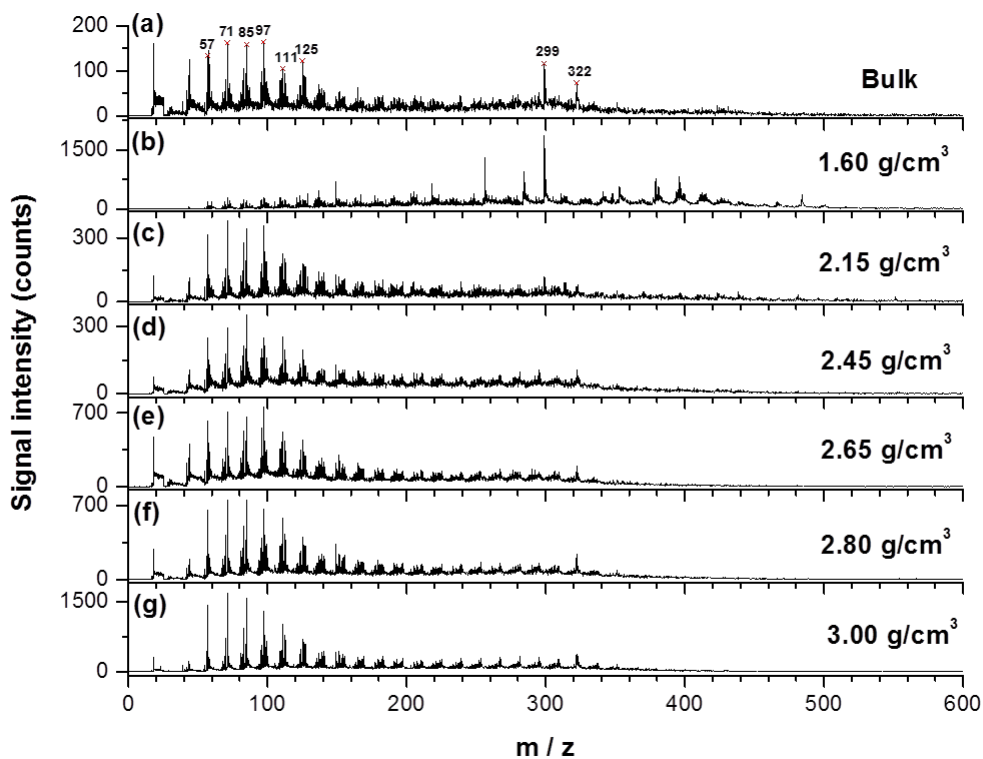 (a)
200
100
0
57
71
85
97
111
125
299
322
Bulk
(b)
1500
0
1.60 g/cm³
(c)
300
0
2.15 g/cm³
(d)
300
0
2.45 g/cm³
(e)
700
0
2.65 g/cm³
(f)
700
0
2.80 g/cm³
(g)
1500
0
3.00 g/cm³
0 100 200 300 400 500 600
m / z
Signal intensity (counts)